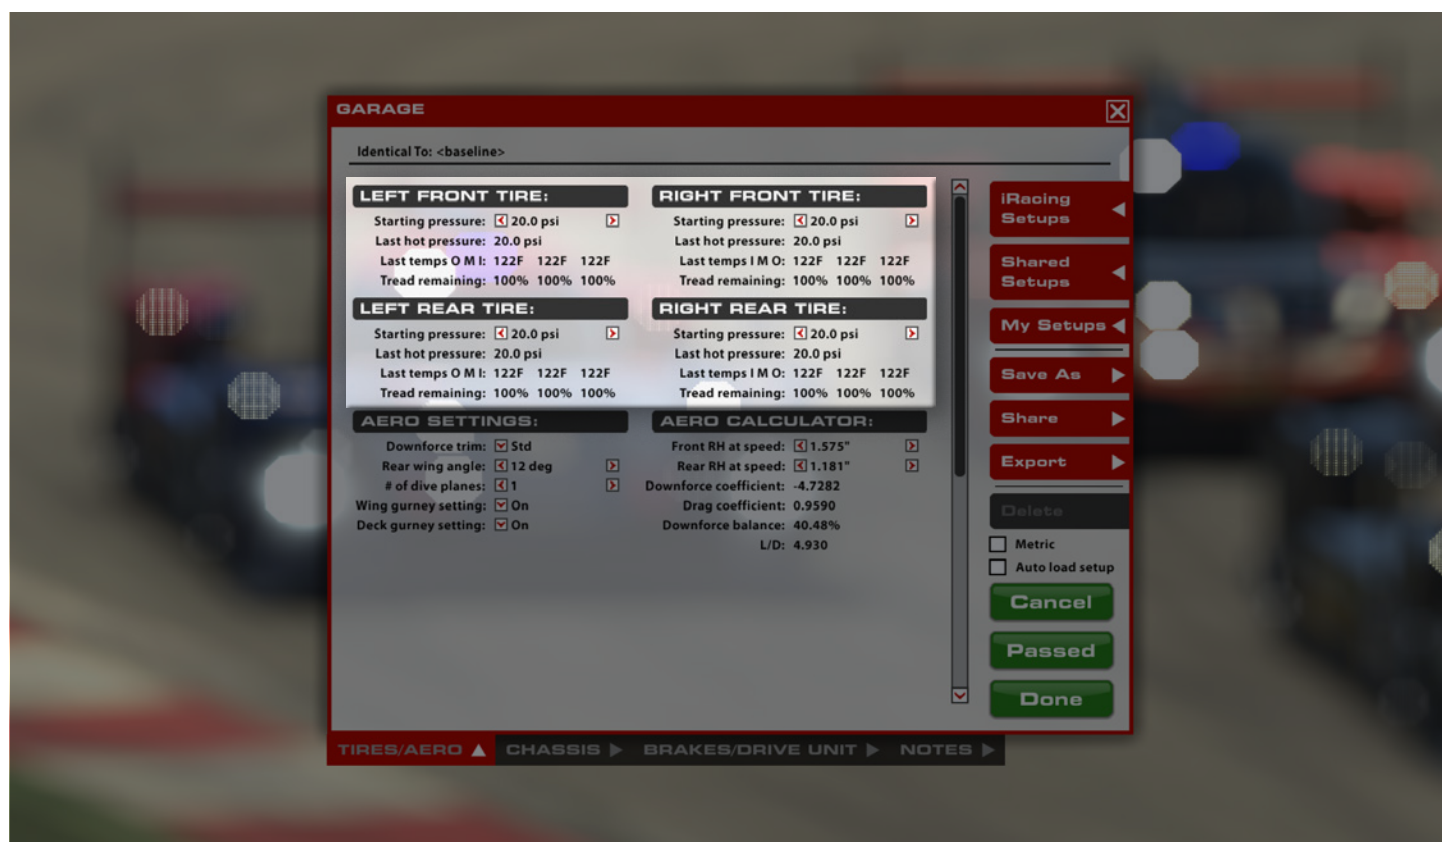 GARAGE
Identical To: <baseline>
LEFT FRONT TIRE:
Starting pressure: 20.0 psi
Last hot pressure: 20.0 psi
Last temps O M I: 122F 122F 122F
Tread remaining: 100% 100% 100%
RIGHT FRONT TIRE:
Starting pressure: 20.0 psi
Last hot pressure: 20.0 psi
Last temps I M O: 122F 122F 122F
Tread remaining: 100% 100% 100%
LEFT REAR TIRE:
Starting pressure: 20.0 psi
Last hot pressure: 20.0 psi
Last temps O M I: 122F 122F 122F
Tread remaining: 100% 100% 100%
RIGHT REAR TIRE:
Starting pressure: 20.0 psi
Last hot pressure: 20.0 psi
Last temps I M O: 122F 122F 122F
Tread remaining: 100% 100% 100%
AERO SETTINGS:
Downforce trim: Std
Rear wing angle: 12 deg
# of dive planes: 1
Wing gurney setting: On
Deck gurney setting: On
AERO CALCULATOR:
Front RH at speed: 1.575"
Rear RH at speed: 1.181"
Downforce coefficient: -4.7282
Drag coefficient: 0.9590
Downforce balance: 40.48%
L/D: 4.930
iRacing
Setups
Shared
Setups
My Setups
Save As
Share
Export
Delete
Metric
Auto load setup
Cancel
Passed
Done
TIRES/AERO CHASSIS BRAKES/DRIVE UNIT NOTES